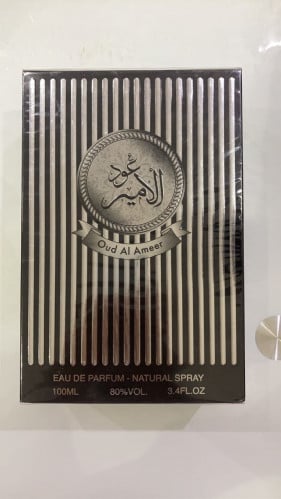 عود
الأمير
Oud Al Ameer
EAU DE PARFUM - NATURAL SPRAY
100ML 80%VOL. 3.4FL.OZ